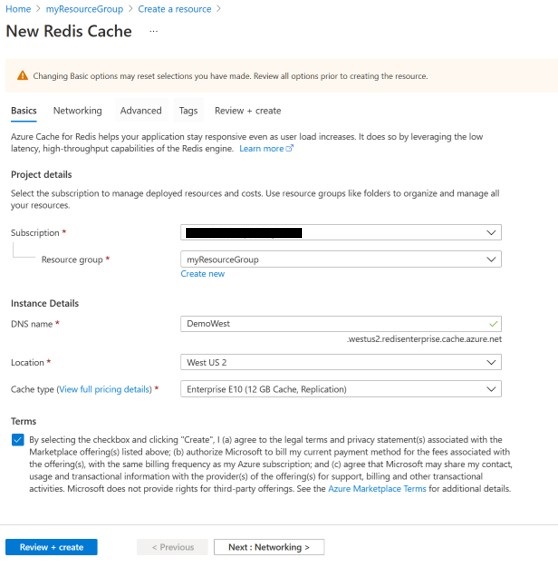 Home > myResourceGroup > Create a resource >
New Redis Cache ...
Changing Basic options may reset selections you have made. Review all options prior to creating the resource.
Basics Networking Advanced Tags Review + create
Azure Cache for Redis helps your application stay responsive even as user load increases. It does so by leveraging the low
latency, high-throughput capabilities of the Redis engine. Learn more
Project details
Select the subscription to manage deployed resources and costs. Use resource groups like folders to organize and manage all
your resources.
Subscription *
Resource group * myResourceGroup
Create new
Instance Details
DNS name * DemoWest
.westus2.redisenterprise.cache.azure.net
Location * West US 2
Cache type (View full pricing details) * Enterprise E10 (12 GB Cache, Replication)
Terms
By selecting the checkbox and clicking "Create", I (a) agree to the legal terms and privacy statement(s) associated with the
Marketplace offering(s) listed above; (b) authorize Microsoft to bill my current payment method for the fees associated with
the offering(s), with the same billing frequency as my Azure subscription; and (c) agree that Microsoft may share my contact,
usage and transactional information with the provider(s) of the offering(s) for support, billing and other transactional
activities. Microsoft does not provide rights for third-party offerings. See the Azure Marketplace Terms for additional details.
Review + create < Previous Next : Networking >